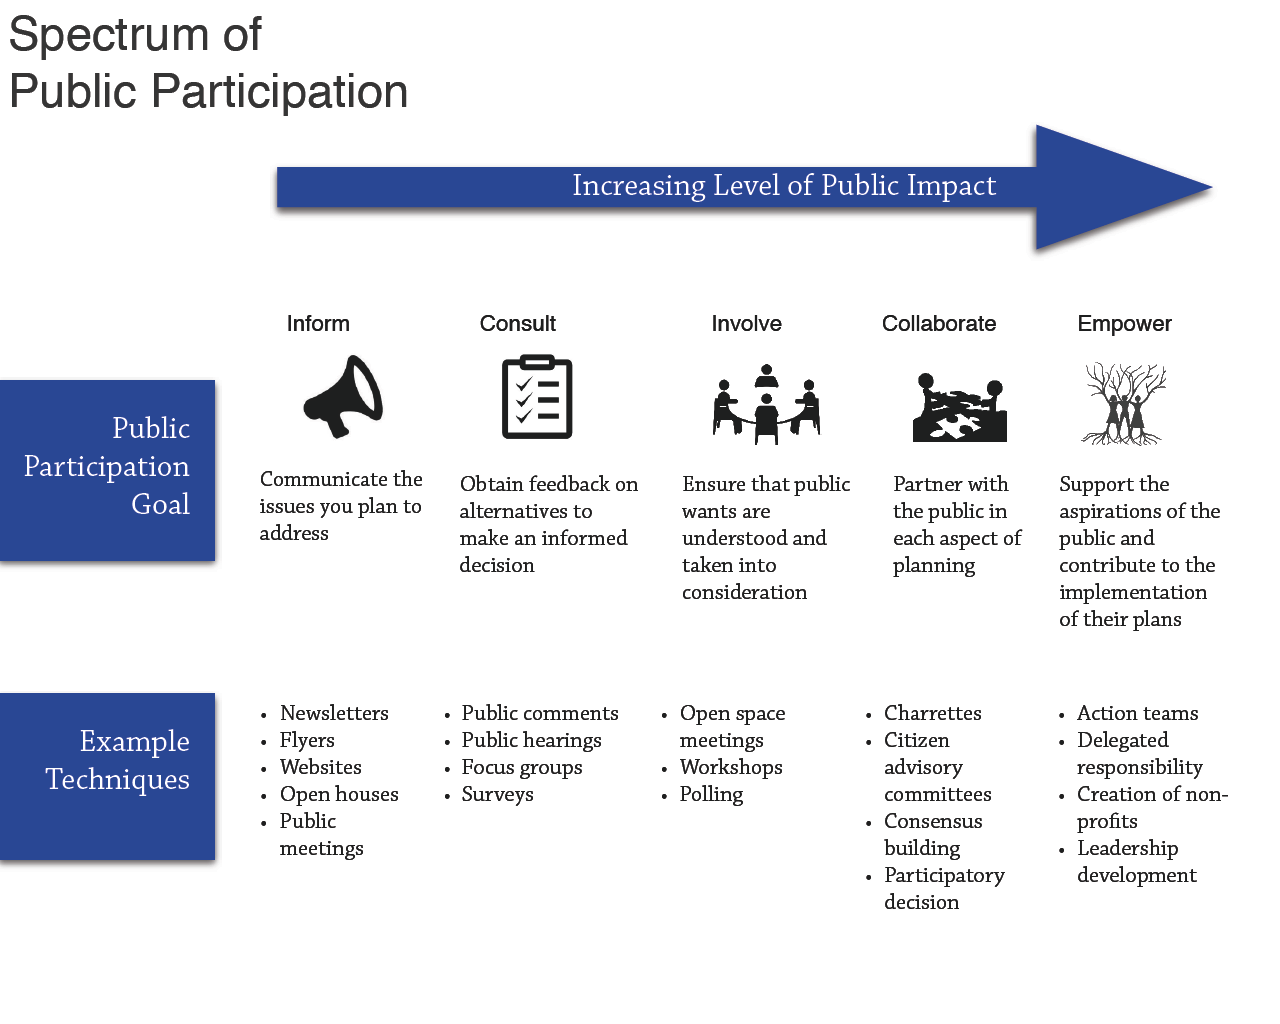 Spectrum of
Public Participation
Increasing Level of Public Impact
Inform
Consult
Involve
Collaborate
Empower
Public
Participation
Goal
Communicate the
issues you plan to
address
Obtain feedback on
alternatives to
make an informed
decision
Ensure that public
wants are
understood and
taken into
consideration
Partner with
the public in
each aspect of
planning
Support the
aspirations of the
public and
contribute to the
implementation
of their plans
Example
Techniques
• Newsletters
• Flyers
• Websites
• Open houses
• Public
meetings
• Public comments
• Public hearings
• Focus groups
• Surveys
• Open space
meetings
• Workshops
• Polling
• Charrettes
• Citizen
advisory
committees
• Consensus
building
• Participatory
decision
• Action teams
• Delegated
responsibility
• Creation of non-
profits
• Leadership
development